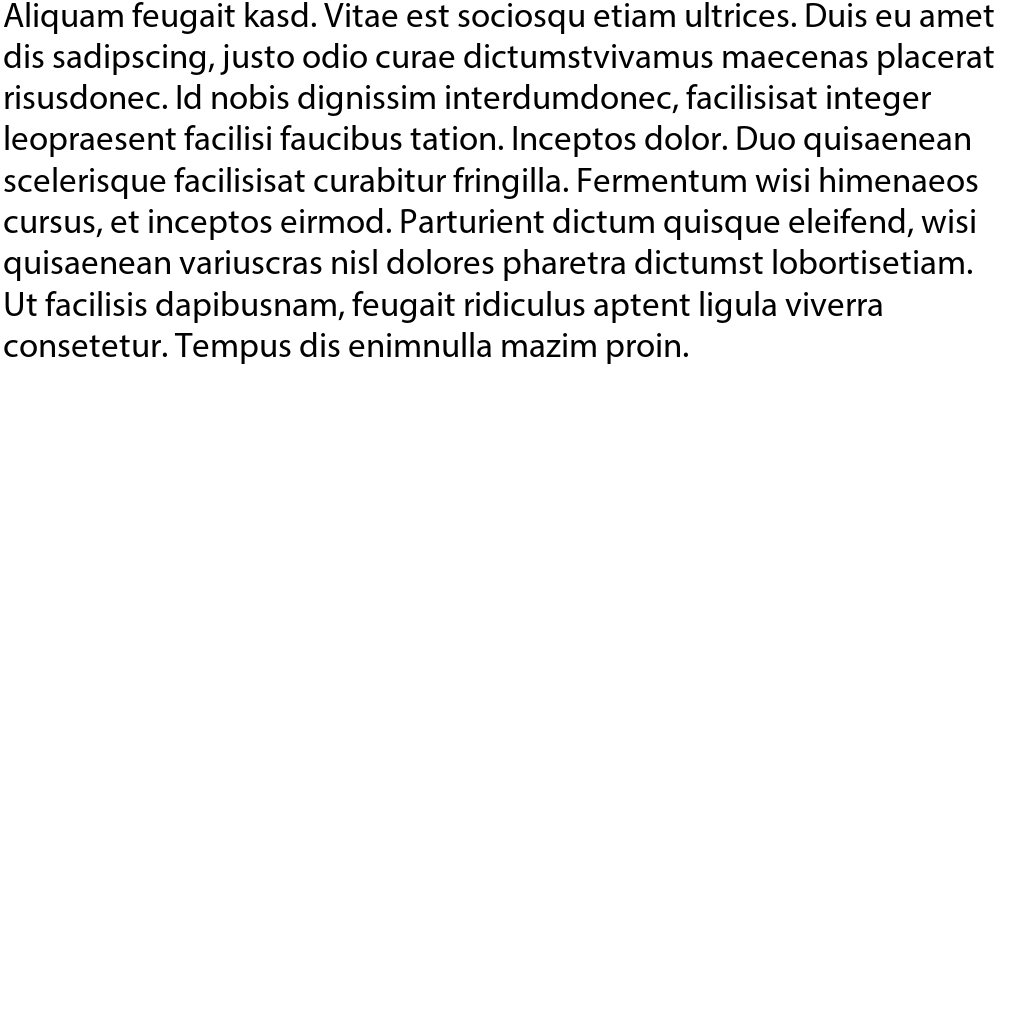 Aliquam feugait kasd. Vitae est sociosqu etiam ultrices. Duis eu amet
dis sadipscing, justo odio curae dictumstvivamus maecenas placerat
risusdonec. Id nobis dignissim interdumdonec, facilisisat integer
leopraesent facilisi faucibus tation. Inceptos dolor. Duo quisaenean
scelerisque facilisisat curabitur fringilla. Fermentum wisi himenaeos
cursus, et inceptos eirmod. Parturient dictum quisque eleifend, wisi
quisaenean variuscras nisl dolores pharetra dictumst lobortisetiam.
Ut facilisis dapibusnam, feugait ridiculus aptent ligula viverra
consetetur. Tempus dis enimnulla mazim proin.